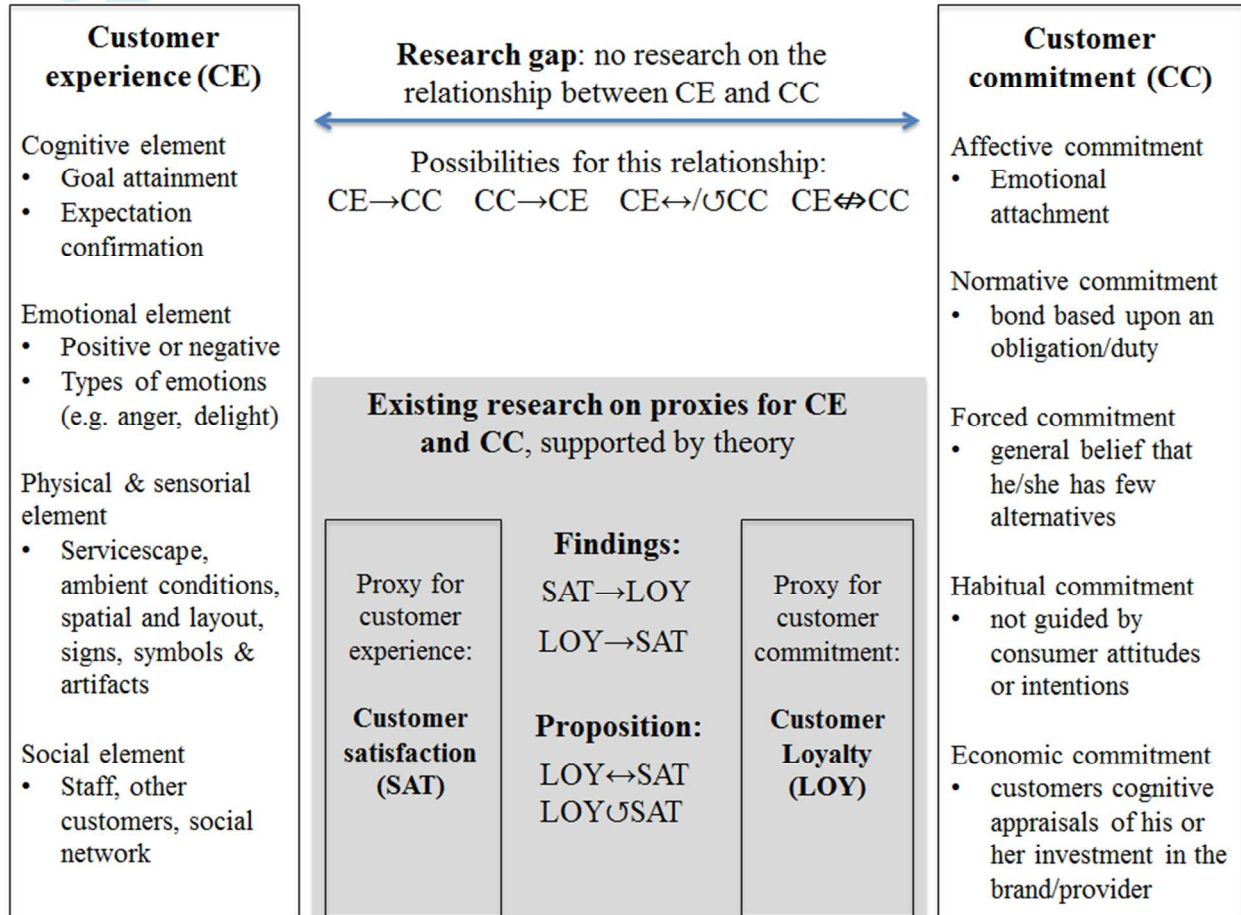 Customer
experience (CE)
Cognitive element
• Goal attainment
• Expectation
confirmation
Emotional element
• Positive or negative
• Types of emotions
(e.g. anger, delight)
Physical & sensorial
element
• Servicescape,
ambient conditions,
spatial and layout,
signs, symbols &
artifacts
Social element
• Staff, other
customers, social
network
Research gap: no research on the
relationship between CE and CC
Possibilities for this relationship:
CE→CC CC→CE CE↔/↺CC CE⇎CC
Existing research on proxies for CE
and CC, supported by theory
Proxy for
customer
experience:
Customer
satisfaction
(SAT)
Findings:
SAT→LOY
LOY→SAT
Proposition:
LOY↔SAT
LOY↺SAT
Proxy for
customer
commitment:
Customer
Loyalty
(LOY)
Customer
commitment (CC)
Affective commitment
• Emotional
attachment
Normative commitment
• bond based upon an
obligation/duty
Forced commitment
• general belief that
he/she has few
alternatives
Habitual commitment
• not guided by
consumer attitudes
or intentions
Economic commitment
• customers cognitive
appraisals of his or
her investment in the
brand/provider